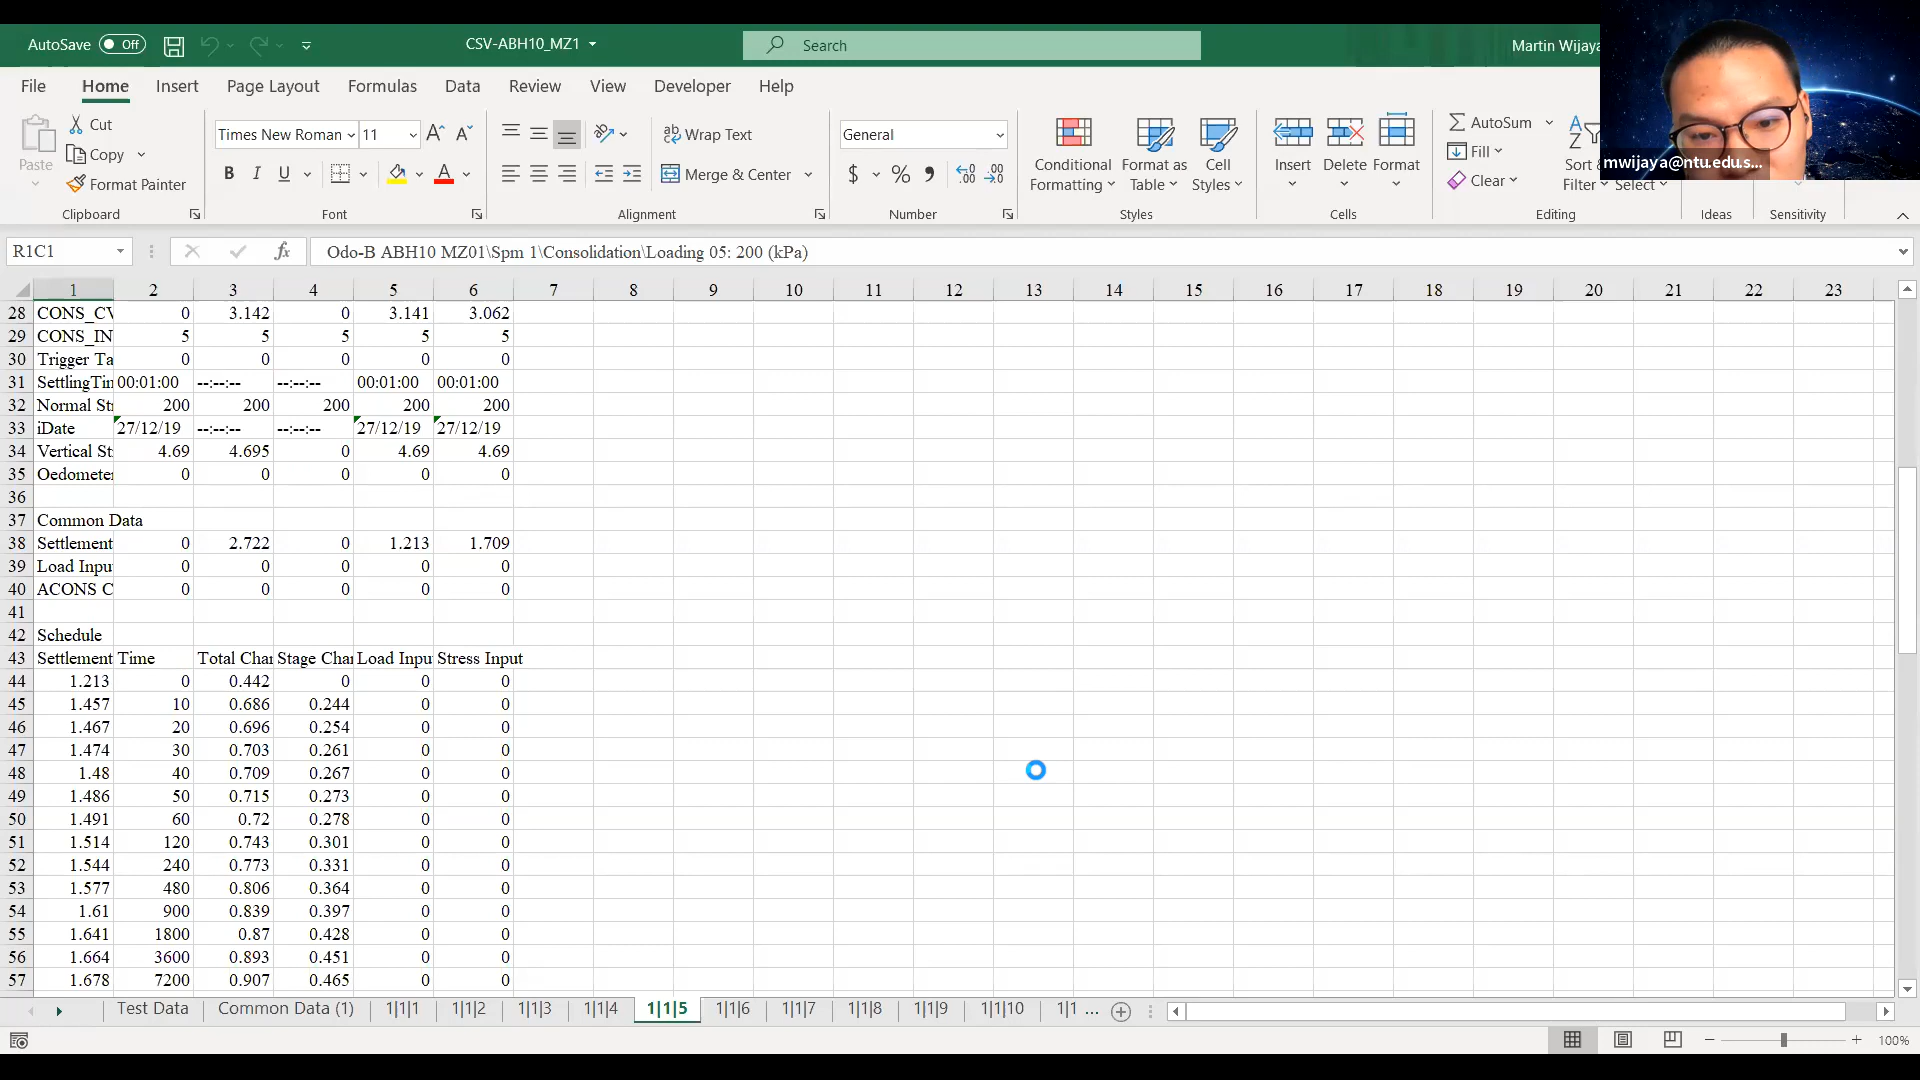 AutoSave Off CSV-ABH10_MZ1 Search Martin Wijaya
File Home Insert Page Layout Formulas Data Review View Developer Help
Paste Cut Copy Format Painter
Times New Roman 11
B I U A
Wrap Text
Merge & Center
General
$ %
Conditional Formatting Format as Table Cell Styles
Insert Delete Format
AutoSum Fill Clear
Sort & Filter Select
mwijaya@ntu.edu.s...
Clipboard Font Alignment Number Styles Cells Editing Ideas Sensitivity
R1C1 fx Odo-B ABH10 MZ01\Spm 1\Consolidation\Loading 05: 200 (kPa)
1 2 3 4 5 6 7 8 9 10 11 12 13 14 15 16 17 18 19 20 21 22 23
28 CONS_CV 0 3.142 0 3.141 3.062
29 CONS_IN 5 5 5 5 5
30 Trigger Ta 0 0 0 0 0
31 SettlingTim 00:01:00 --:--:-- --:--:-- 00:01:00 00:01:00
32 Normal Str 200 200 200 200 200
33 iDate 27/12/19 --:--:-- --:--:-- 27/12/19 27/12/19
34 Vertical St 4.69 4.695 0 4.69 4.69
35 Oedometer 0 0 0 0 0
36
37 Common Data
38 Settlement 0 2.722 0 1.213 1.709
39 Load Inpu 0 0 0 0 0
40 ACONS C 0 0 0 0 0
41
42 Schedule
43 Settlement Time Total Char Stage Char Load Inpu Stress Input
44 1.213 0 0.442 0 0 0
45 1.457 10 0.686 0.244 0 0
46 1.467 20 0.696 0.254 0 0
47 1.474 30 0.703 0.261 0 0
48 1.48 40 0.709 0.267 0 0
49 1.486 50 0.715 0.273 0 0
50 1.491 60 0.72 0.278 0 0
51 1.514 120 0.743 0.301 0 0
52 1.544 240 0.773 0.331 0 0
53 1.577 480 0.806 0.364 0 0
54 1.61 900 0.839 0.397 0 0
55 1.641 1800 0.87 0.428 0 0
56 1.664 3600 0.893 0.451 0 0
57 1.678 7200 0.907 0.465 0 0
Test Data Common Data (1) 1|1|1 1|1|2 1|1|3 1|1|4 1|1|5 1|1|6 1|1|7 1|1|8 1|1|9 1|1|10 1|1 ...
100%